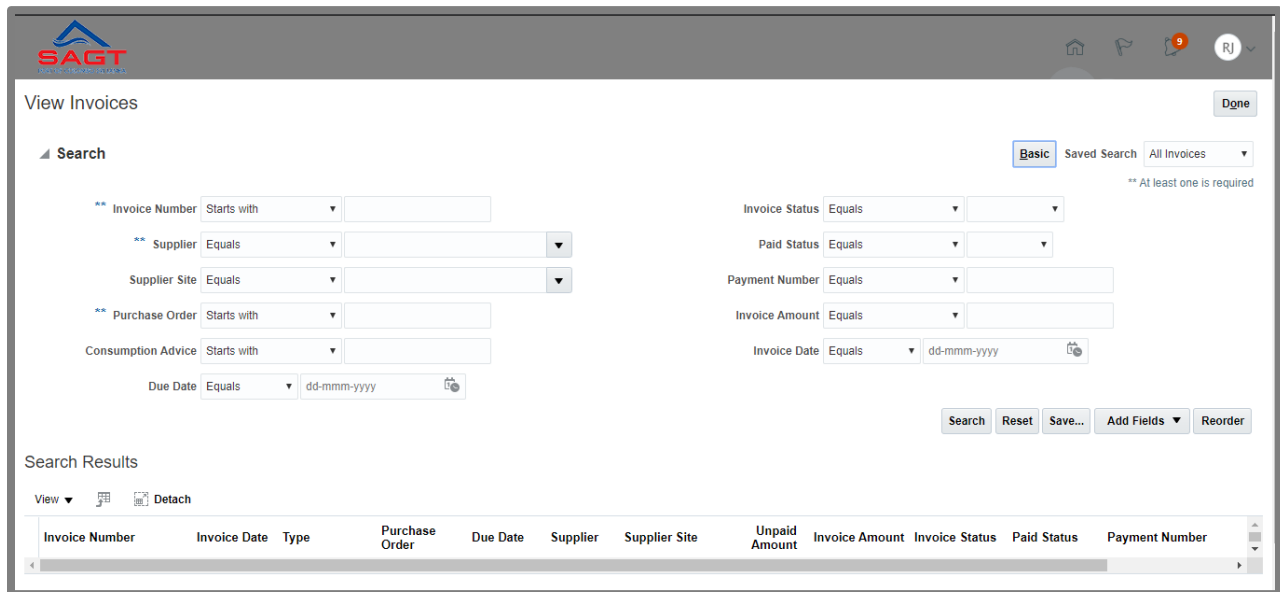 SAGT
9
RJ
View Invoices
Done
Search
Basic Saved Search All Invoices
** At least one is required
** Invoice Number Starts with
Invoice Status Equals
** Supplier Equals
Paid Status Equals
Supplier Site Equals
Payment Number Equals
** Purchase Order Starts with
Invoice Amount Equals
Consumption Advice Starts with
Invoice Date Equals dd-mmm-yyyy
Due Date Equals dd-mmm-yyyy
Search Reset Save... Add Fields Reorder
Search Results
View Detach
Invoice Number Invoice Date Type Purchase Order Due Date Supplier Supplier Site Unpaid Amount Invoice Amount Invoice Status Paid Status Payment Number